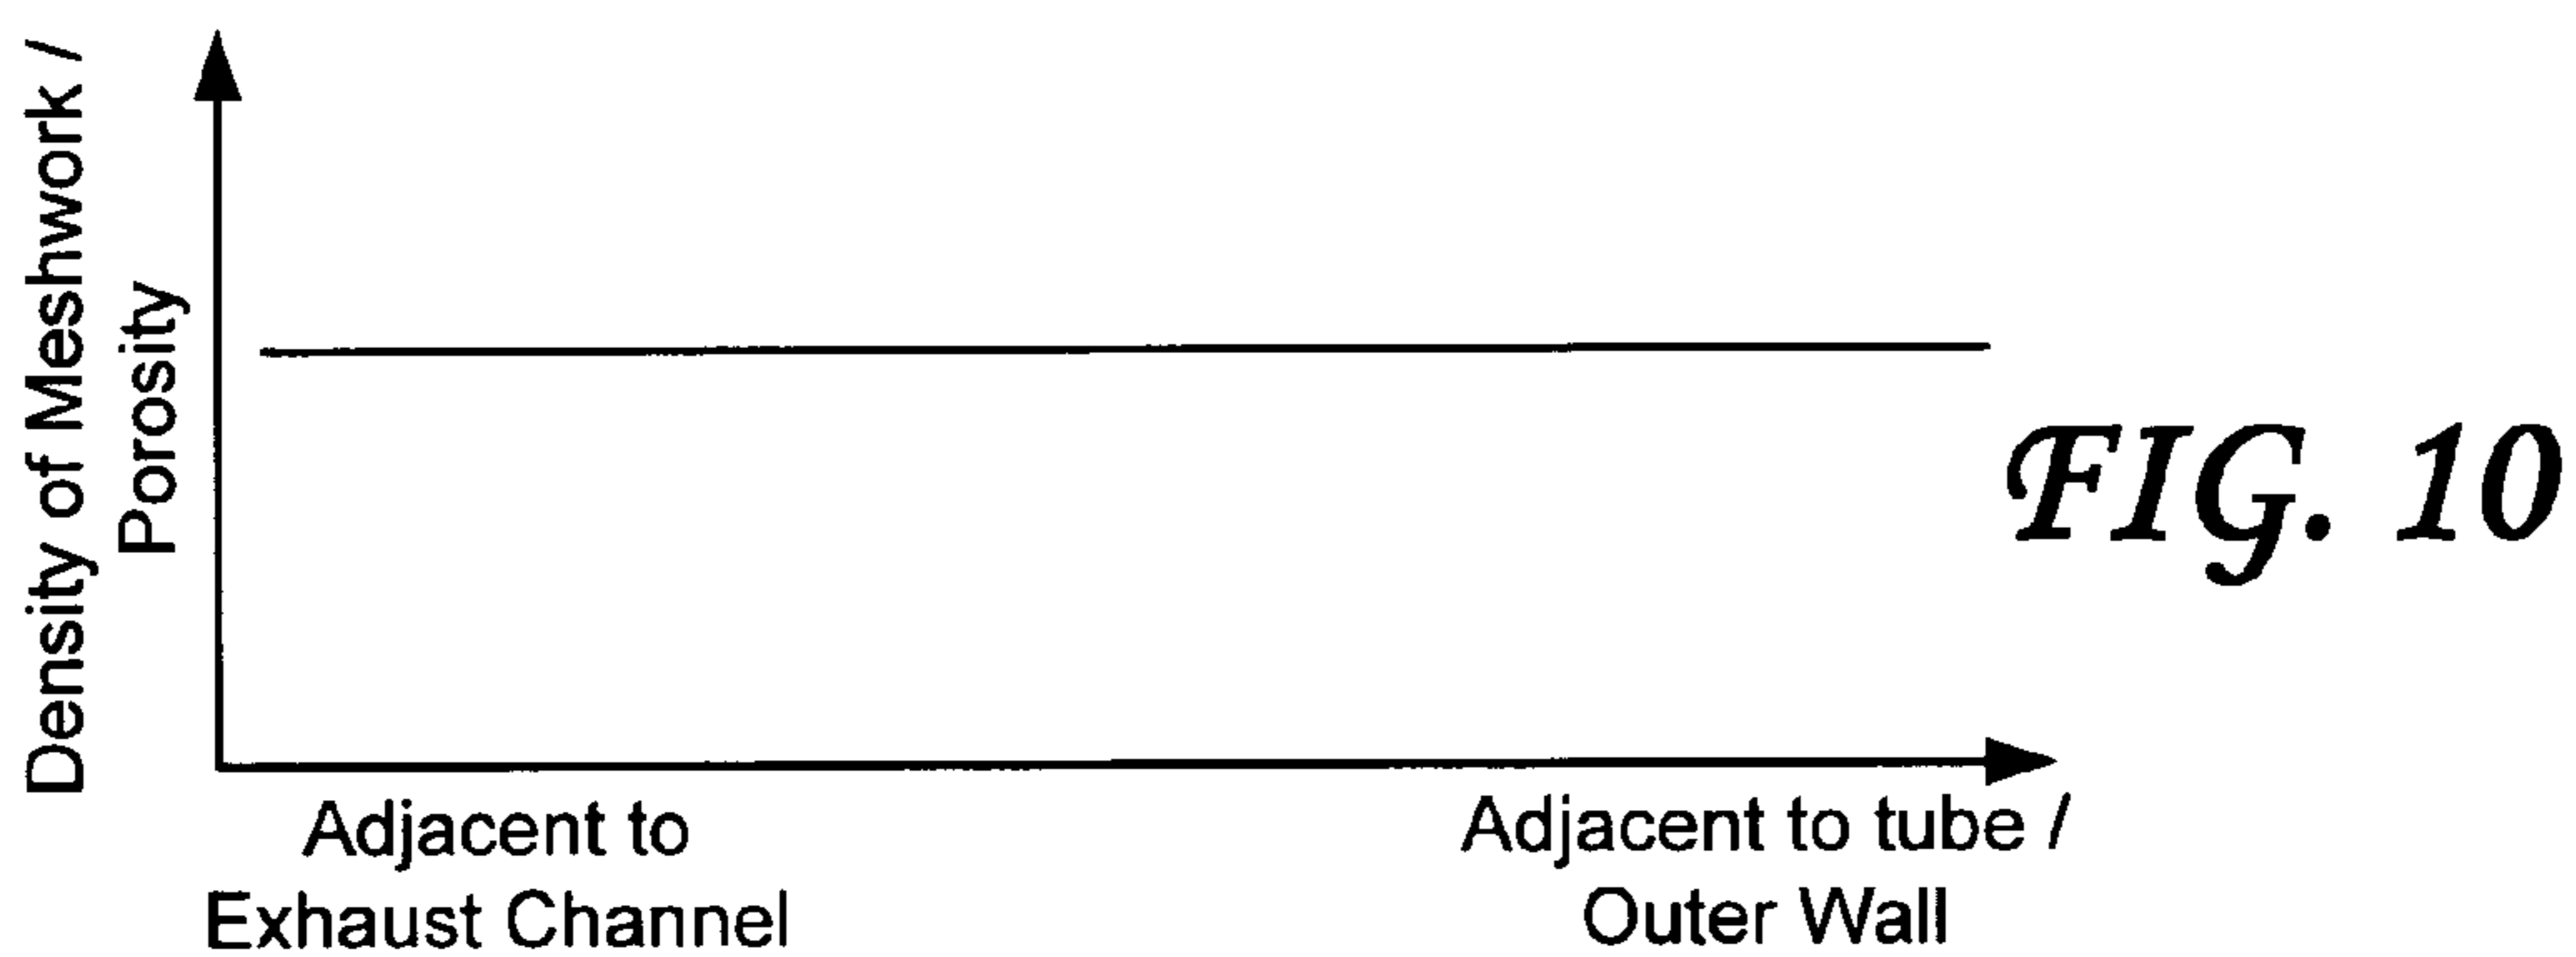 Density of Meshwork /
Porosity
FIG. 10
Adjacent to
Exhaust Channel
Adjacent to tube /
Outer Wall